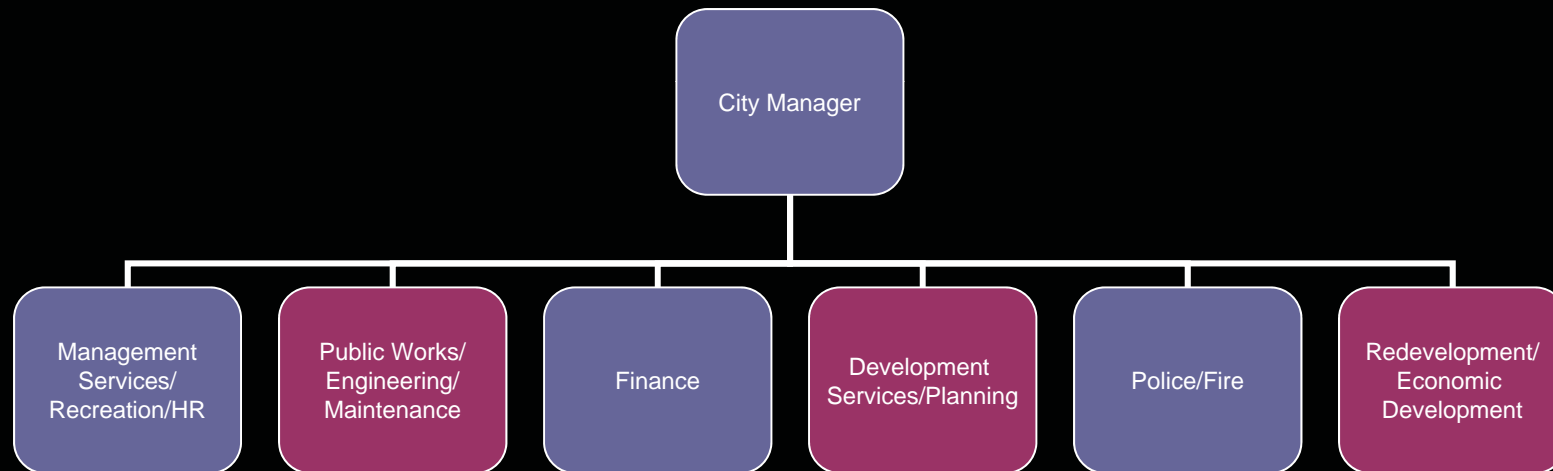 City Manager
Management
Services/
Recreation/HR
Public Works/
Engineering/
Maintenance
Finance
Development
Services/Planning
Police/Fire
Redevelopment/
Economic
Development